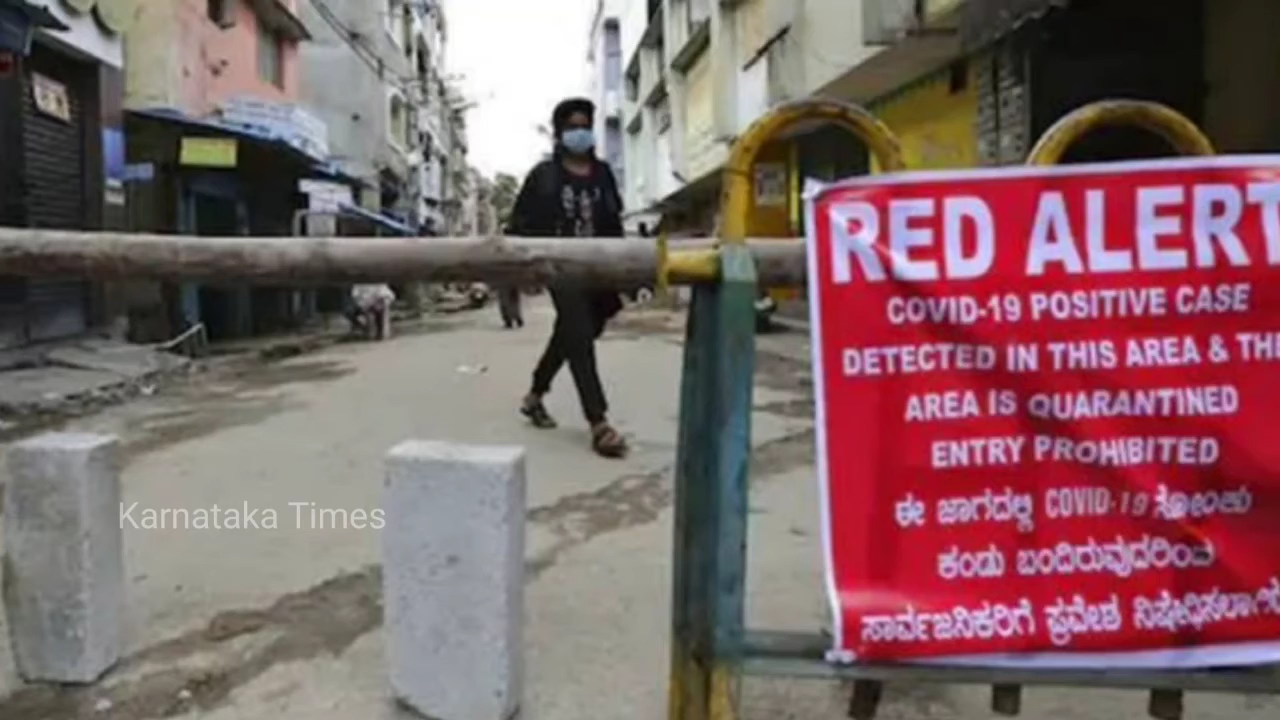 RED ALERT
COVID-19 POSITIVE CASE
DETECTED IN THIS AREA & THE
AREA IS QUARANTINED
ENTRY PROHIBITED
ಈ ಜಾಗದಲ್ಲಿ COVID-19 ಸೋಂಕು
ಕಂಡು ಬಂದಿರುವುದರಿಂದ
ಸಾರ್ವಜನಿಕರಿಗೆ ಪ್ರವೇಶ
Karnataka Times